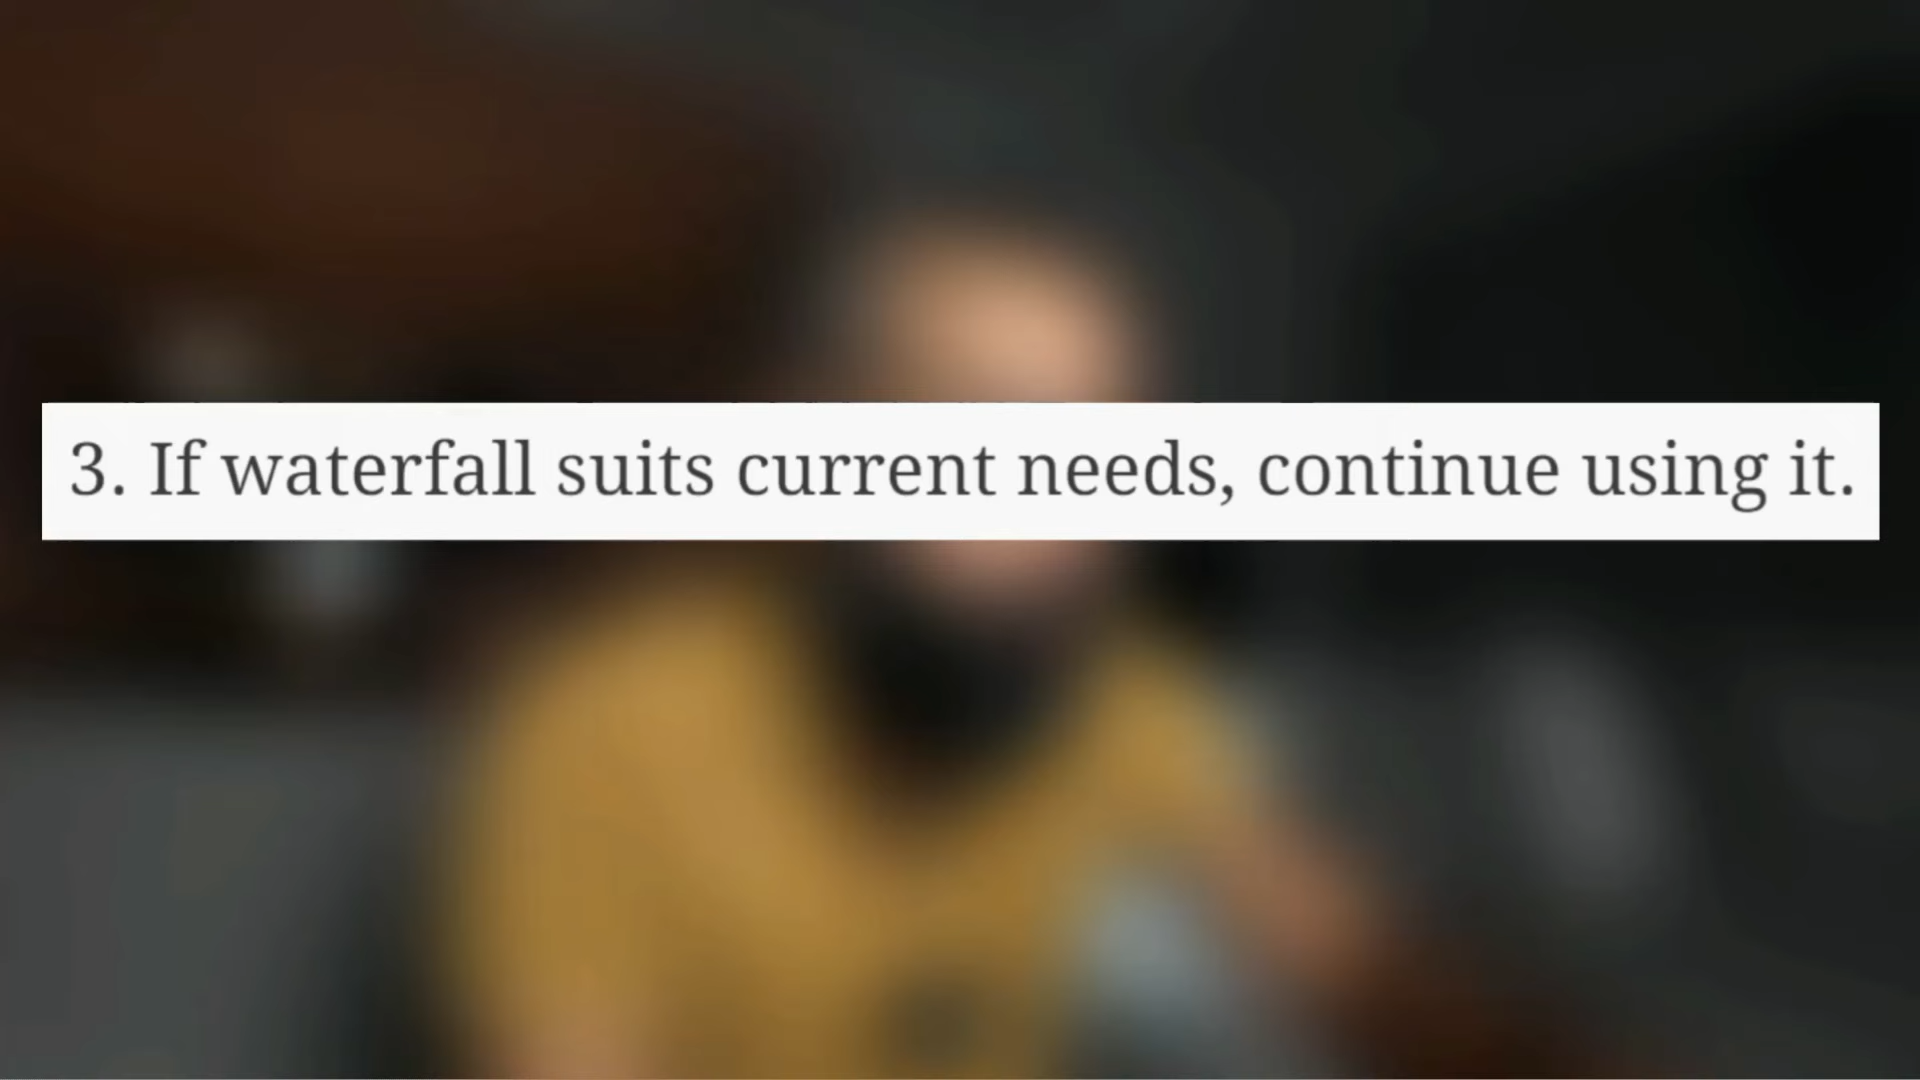 3. If waterfall suits current needs, continue using it.